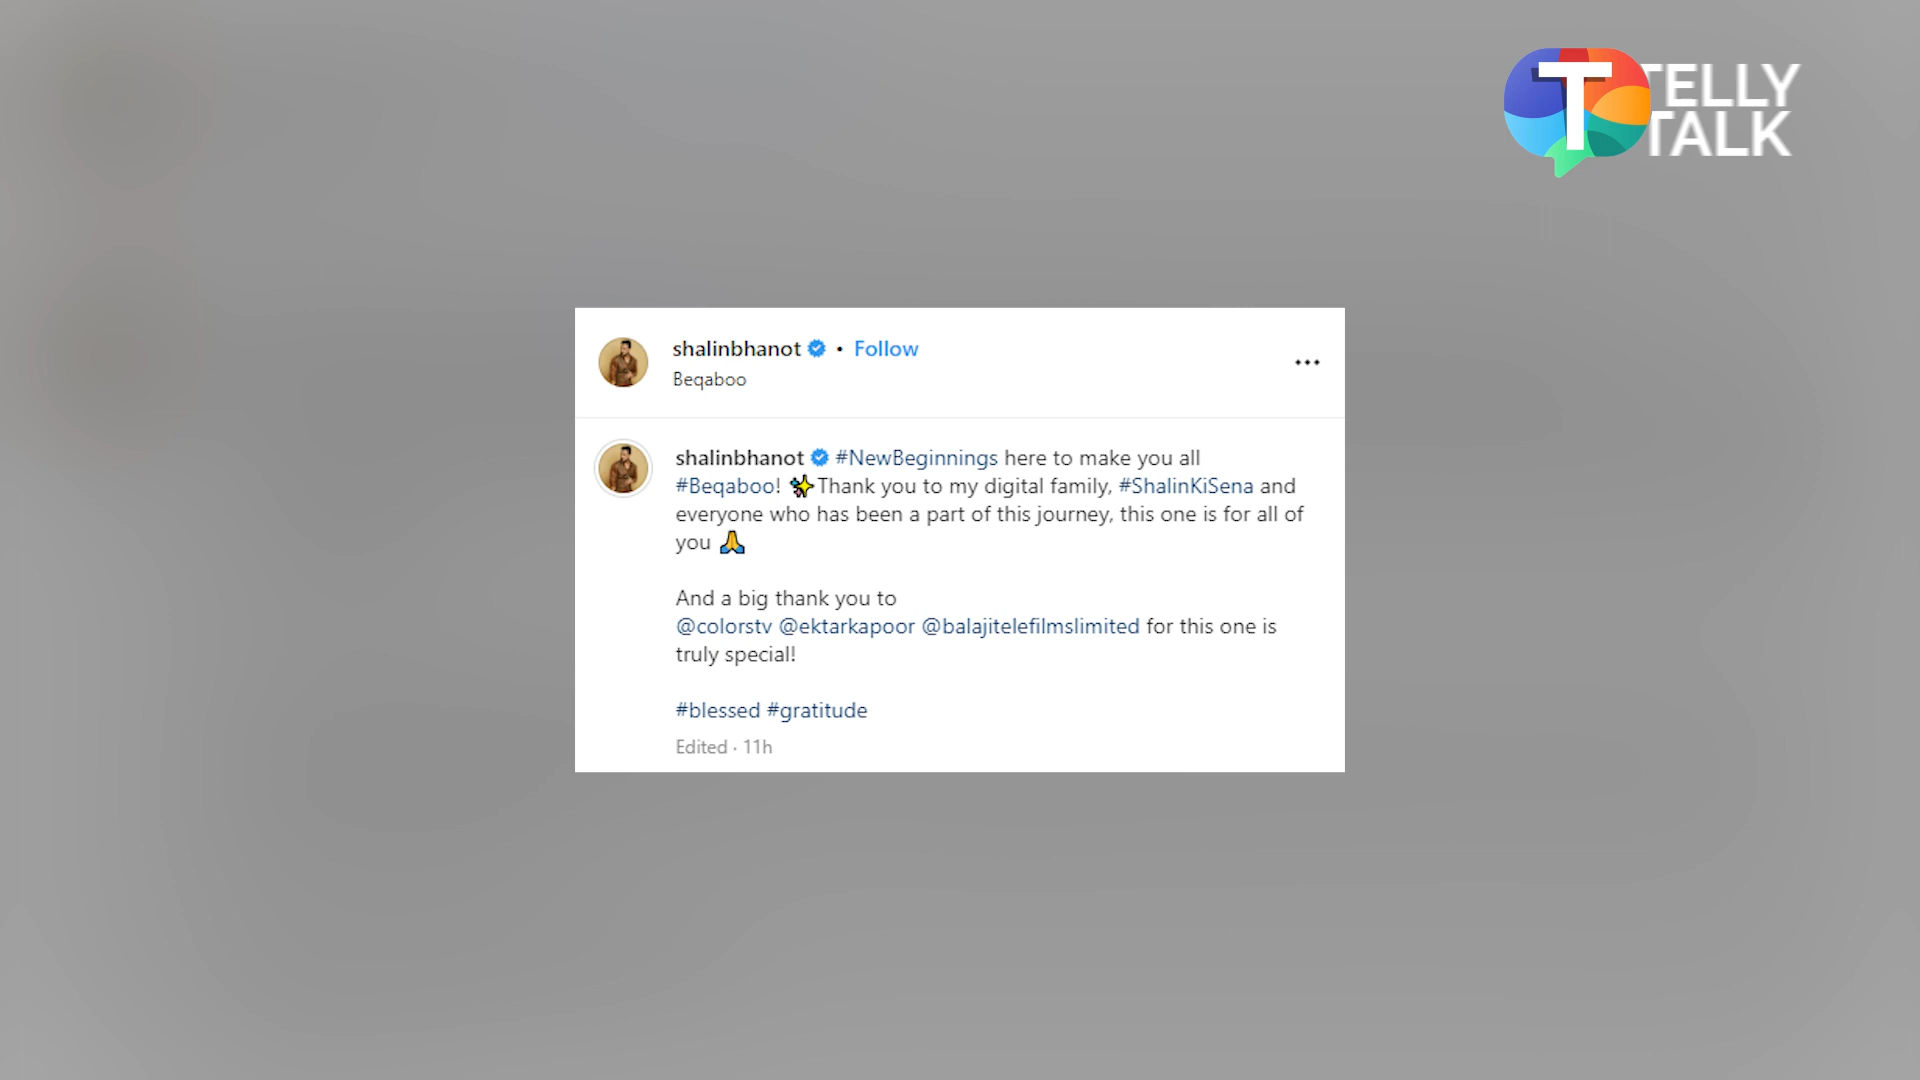 TELLY
TALK
shalinbhanot • Follow
Beqaboo
shalinbhanot #NewBeginnings here to make you all
#Beqaboo! ✨Thank you to my digital family, #ShalinKiSena and
everyone who has been a part of this journey, this one is for all of
you 🙏
And a big thank you to
@colorstv @ektarkapoor @balajitelefilmslimited for this one is
truly special!
#blessed #gratitude
Edited · 11h